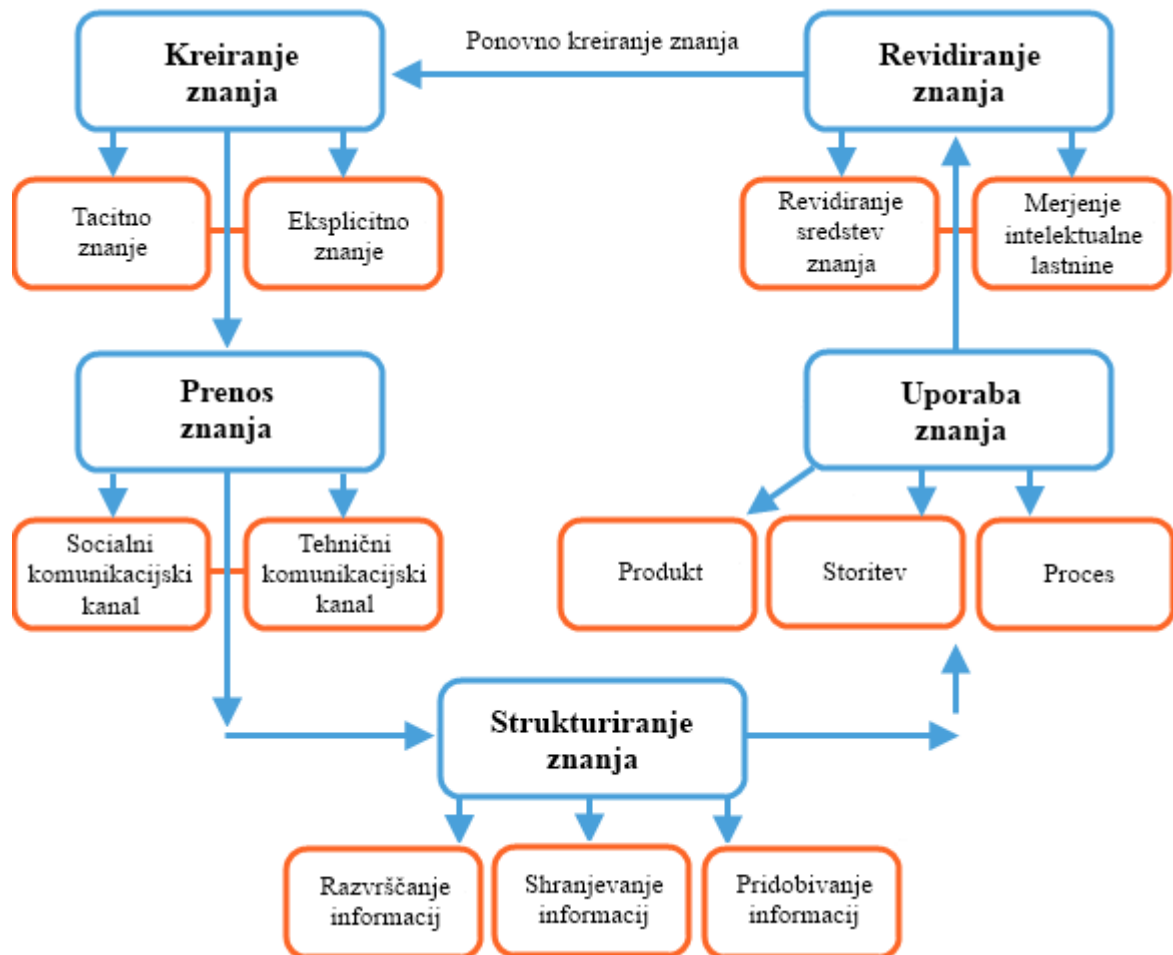 Kreiranje
znanja
Ponovno kreiranje znanja
Revidiranje
znanja
Tacitno
znanje
Eksplicitno
znanje
Revidiranje
sredstev
znanja
Merjenje
intelektualne
lastnine
Prenos
znanja
Uporaba
znanja
Socialni
komunikacijski
kanal
Tehnični
komunikacijski
kanal
Produkt
Storitev
Proces
Strukturiranje
znanja
Razvrščanje
informacij
Shranjevanje
informacij
Pridobivanje
informacij